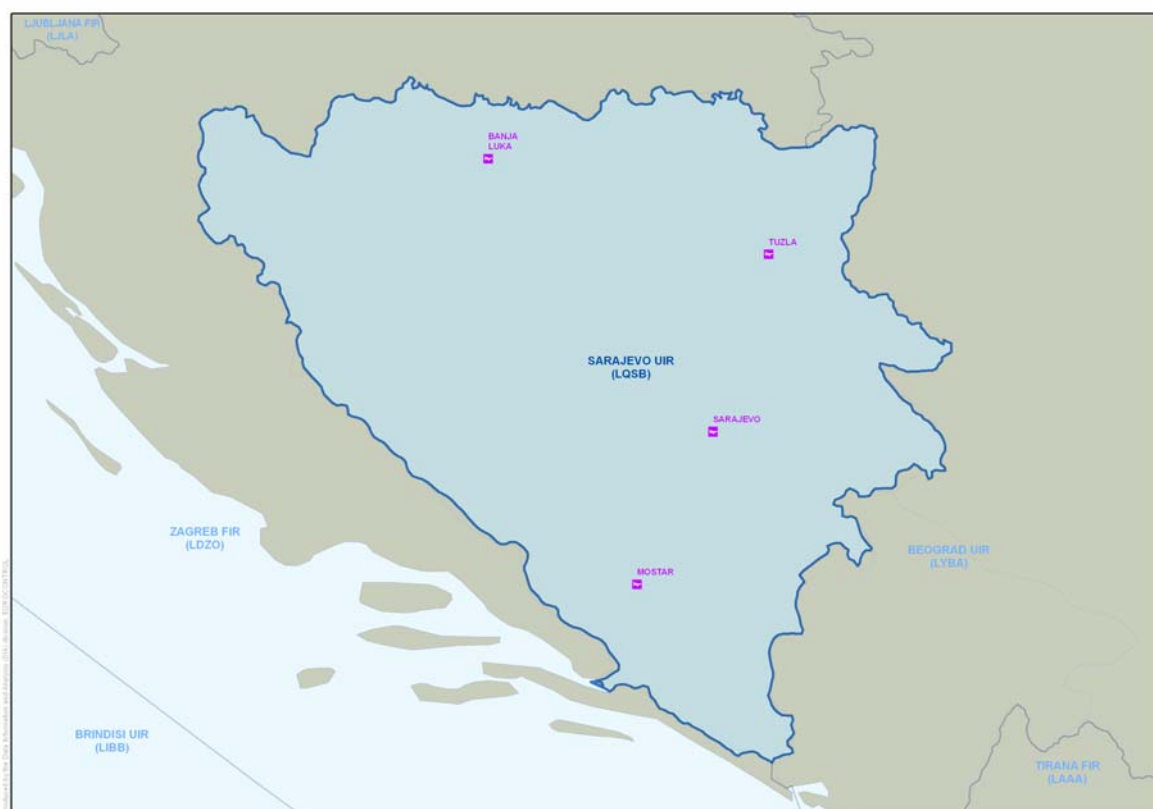 LJUBLJANA FIR
(LJLA)
BANJA
LUKA
TUZLA
SARAJEVO UIR
(LQSB)
SARAJEVO
ZAGREB FIR
(LDZO)
BEOGRAD UIR
(LYBA)
MOSTAR
BRINDISI UIR
(LIBB)
TIRANA FIR
(LAAA)